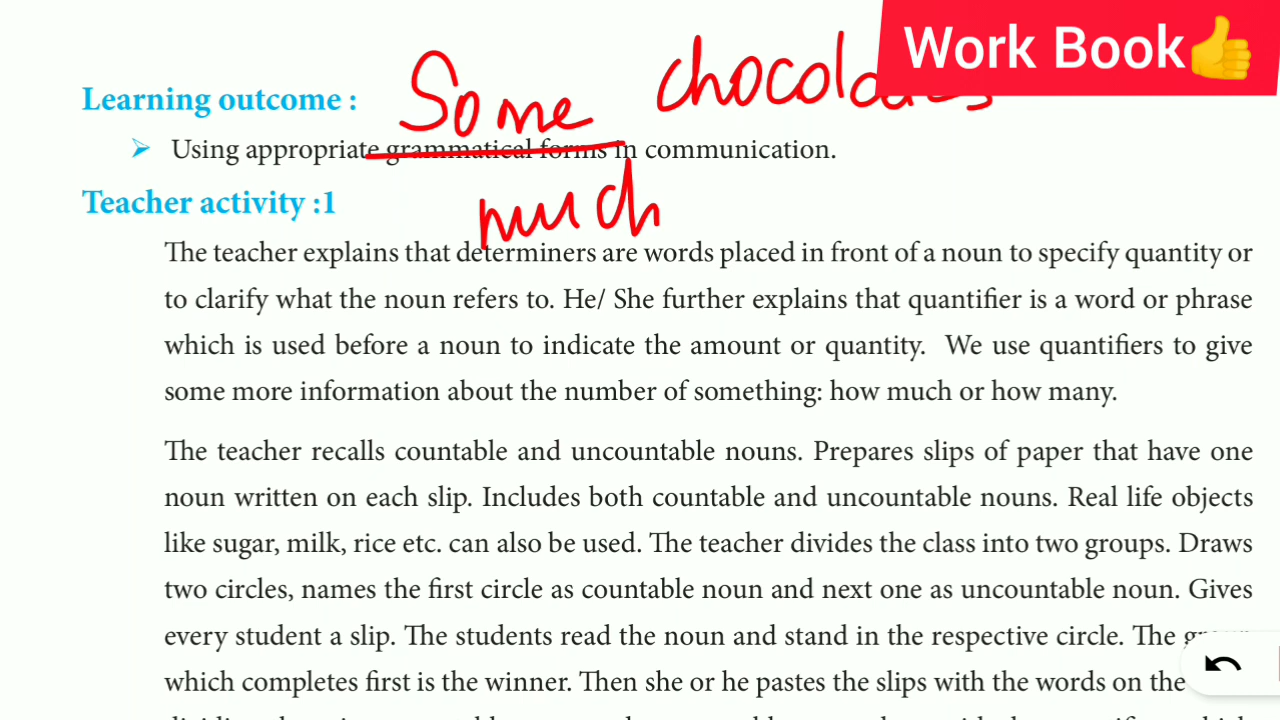 Work Book👍
Some chocolates
Learning outcome :
➤ Using appropriate grammatical forms in communication.
much
Teacher activity :1
The teacher explains that determiners are words placed in front of a noun to specify quantity or
to clarify what the noun refers to. He/ She further explains that quantifier is a word or phrase
which is used before a noun to indicate the amount or quantity. We use quantifiers to give
some more information about the number of something: how much or how many.
The teacher recalls countable and uncountable nouns. Prepares slips of paper that have one
noun written on each slip. Includes both countable and uncountable nouns. Real life objects
like sugar, milk, rice etc. can also be used. The teacher divides the class into two groups. Draws
two circles, names the first circle as countable noun and next one as uncountable noun. Gives
every student a slip. The students read the noun and stand in the respective circle. The group
which completes first is the winner. Then she or he pastes the slips with the words on the